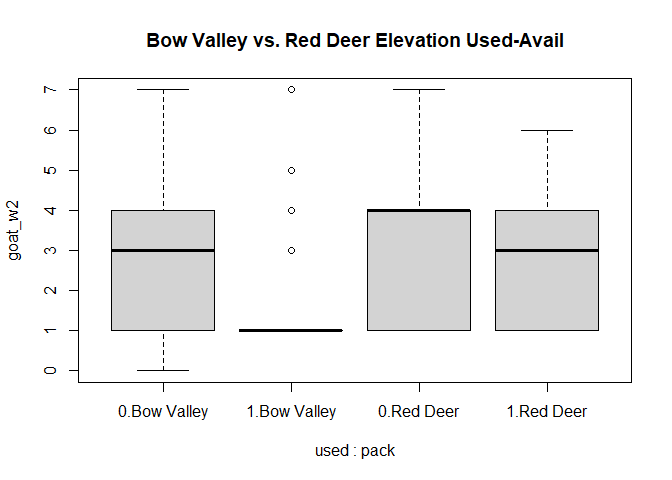 Bow Valley vs. Red Deer Elevation Used-Avail
goat_w2
7
6
5
4
3
2
1
0
0.Bow Valley 1.Bow Valley 0.Red Deer 1.Red Deer
used : pack